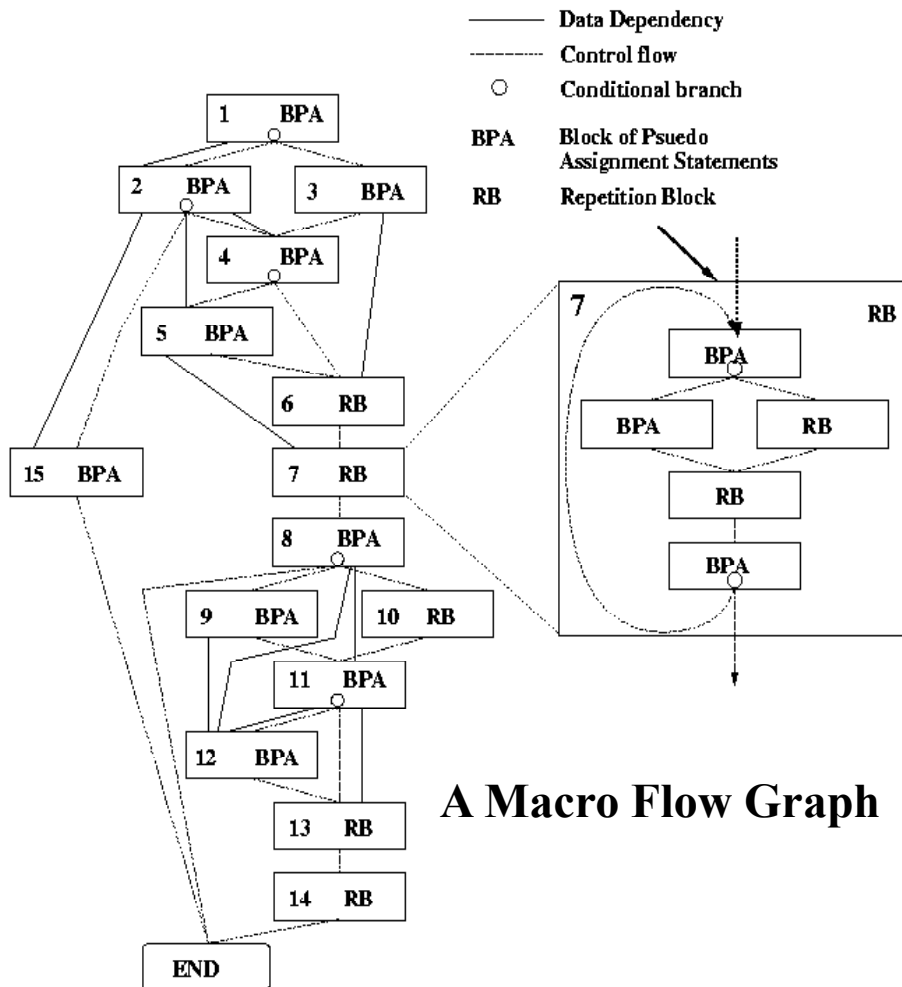 Data Dependency
Control flow
Conditional branch
BPA Block of Psuedo
Assignment Statements
RB Repetition Block
1 BPA
2 BPA
3 BPA
4 BPA
5 BPA
6 RB
15 BPA
7 RB
8 BPA
9 BPA
10 RB
11 BPA
12 BPA
13 RB
14 RB
END
7 RB
BPA
BPA RB
RB
BPA
A Macro Flow Graph